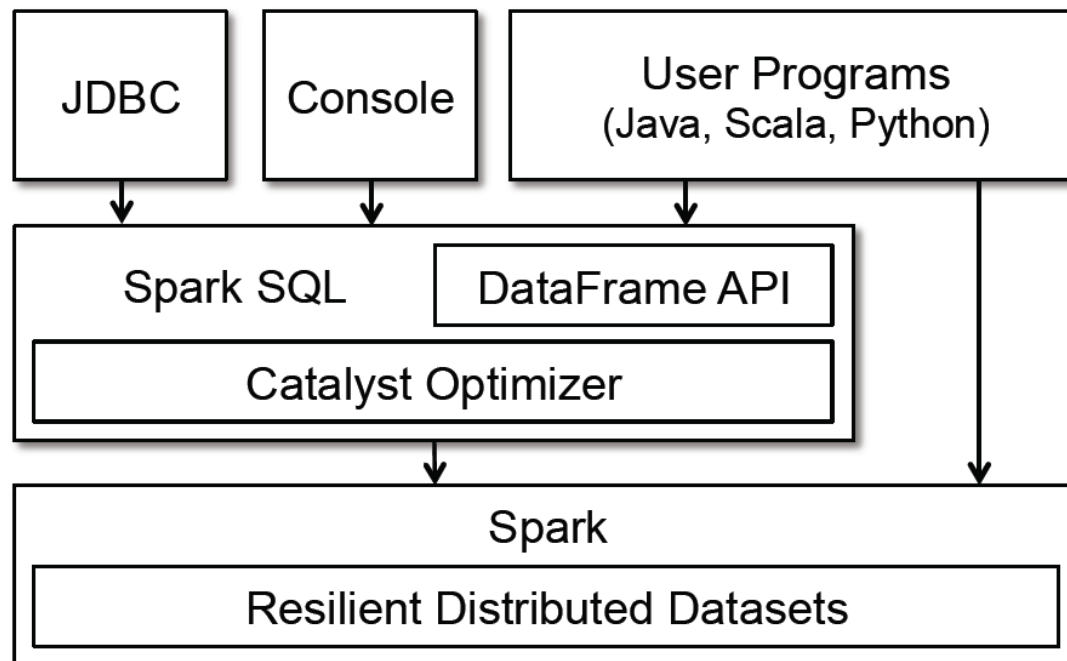 JDBC
Console
User Programs
(Java, Scala, Python)
Spark SQL
DataFrame API
Catalyst Optimizer
Spark
Resilient Distributed Datasets